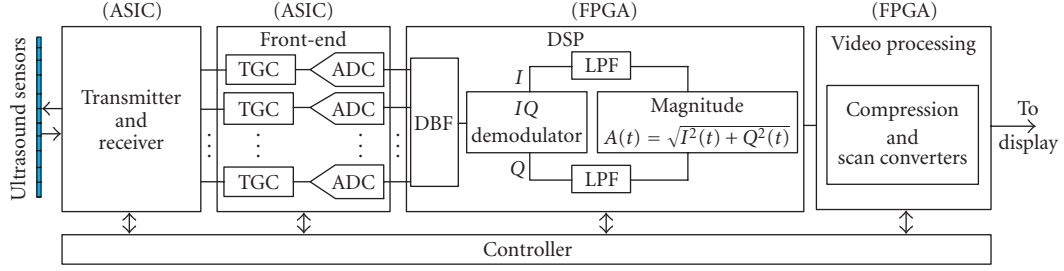 (ASIC)
(ASIC)
(FPGA)
(FPGA)
Ultrasound sensors
Transmitter
and
receiver
Front-end
TGC
ADC
TGC
ADC
TGC
ADC
DSP
DBF
I
LPF
IQ
demodulator
Q
LPF
Magnitude
A(t) = √I²(t) + Q²(t)
Video processing
Compression
and
scan converters
To
display
Controller